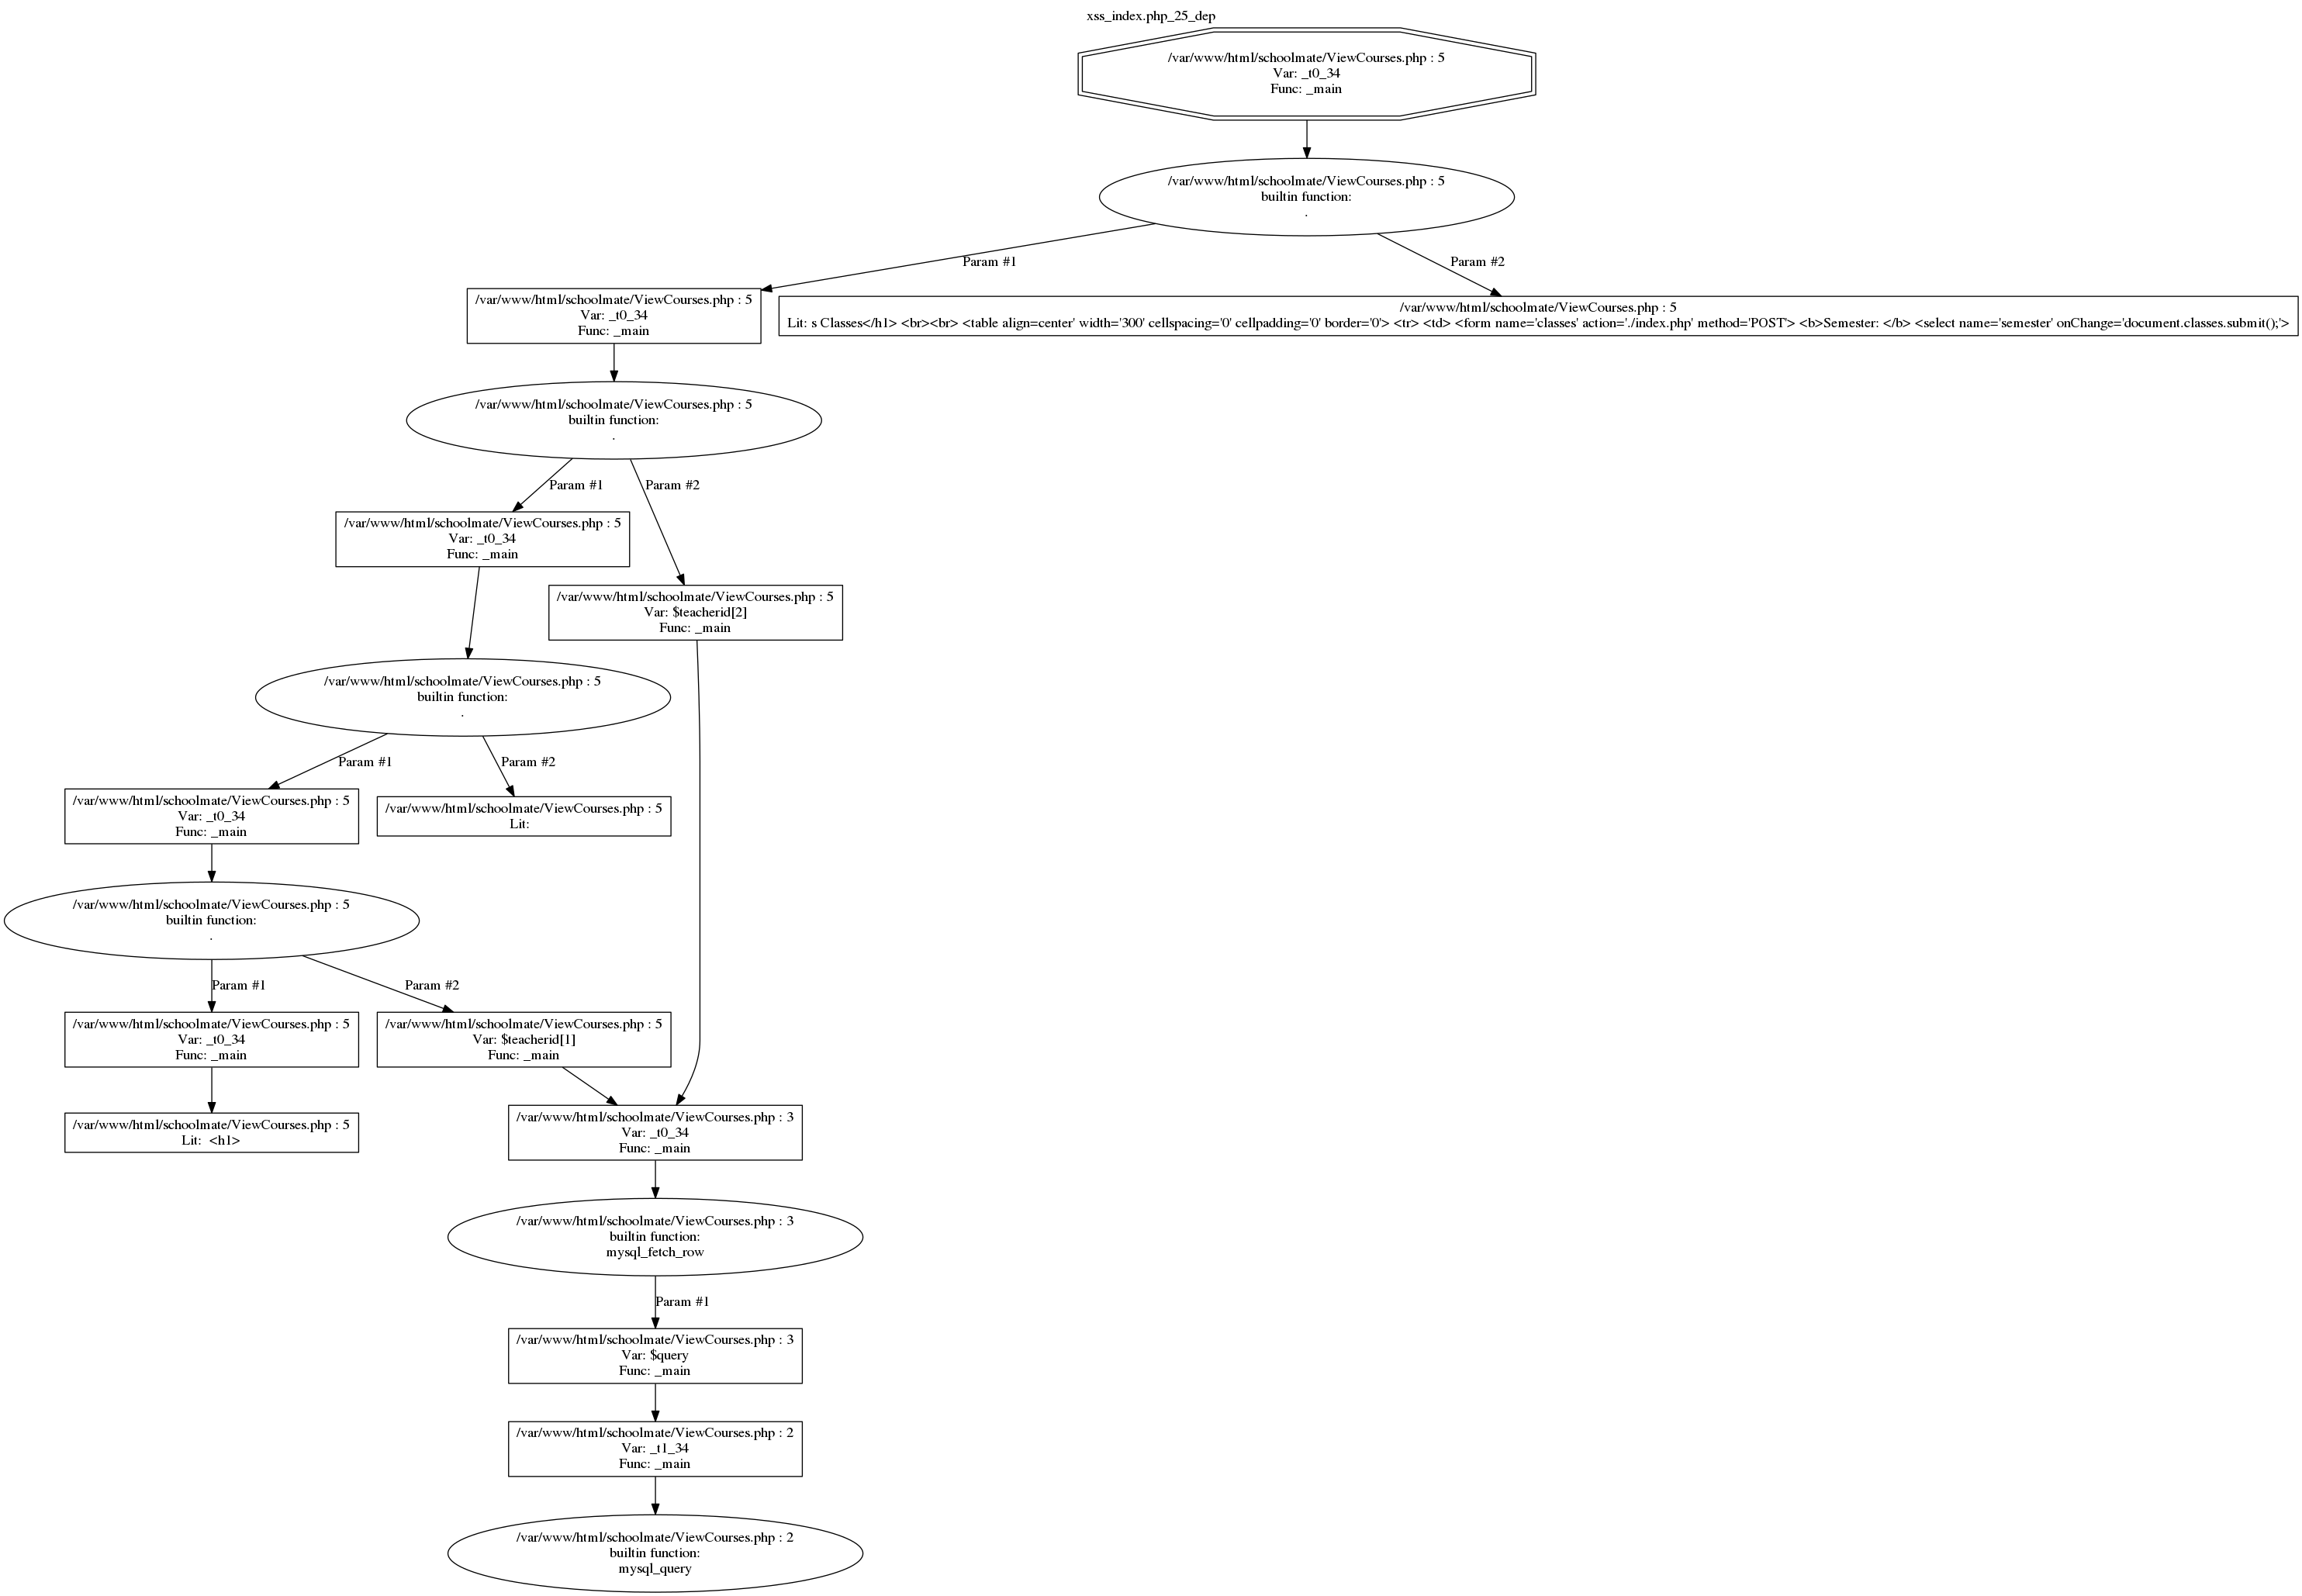 xss_index.php_25_dep
/var/www/html/schoolmate/ViewCourses.php : 5
Var: _t0_34
Func: _main
/var/www/html/schoolmate/ViewCourses.php : 5
builtin function:
.
Param #1
Param #2
/var/www/html/schoolmate/ViewCourses.php : 5
Var: _t0_34
Func: _main
/var/www/html/schoolmate/ViewCourses.php : 5
Lit: s Classes</h1> <br><br> <table align=center' width='300' cellspacing='0' cellpadding='0' border='0'> <tr> <td> <form name='classes' action='./index.php' method='POST'> <b>Semester: </b> <select name='semester' onChange='document.classes.submit();'>
/var/www/html/schoolmate/ViewCourses.php : 5
builtin function:
.
Param #1
Param #2
/var/www/html/schoolmate/ViewCourses.php : 5
Var: _t0_34
Func: _main
/var/www/html/schoolmate/ViewCourses.php : 5
Var: $teacherid[2]
Func: _main
/var/www/html/schoolmate/ViewCourses.php : 5
builtin function:
.
Param #1
Param #2
/var/www/html/schoolmate/ViewCourses.php : 5
Var: _t0_34
Func: _main
/var/www/html/schoolmate/ViewCourses.php : 5
Lit:
/var/www/html/schoolmate/ViewCourses.php : 5
builtin function:
.
Param #1
Param #2
/var/www/html/schoolmate/ViewCourses.php : 5
Var: _t0_34
Func: _main
/var/www/html/schoolmate/ViewCourses.php : 5
Var: $teacherid[1]
Func: _main
/var/www/html/schoolmate/ViewCourses.php : 5
Lit:  <h1>
/var/www/html/schoolmate/ViewCourses.php : 3
Var: _t0_34
Func: _main
/var/www/html/schoolmate/ViewCourses.php : 3
builtin function:
mysql_fetch_row
Param #1
/var/www/html/schoolmate/ViewCourses.php : 3
Var: $query
Func: _main
/var/www/html/schoolmate/ViewCourses.php : 2
Var: _t1_34
Func: _main
/var/www/html/schoolmate/ViewCourses.php : 2
builtin function:
mysql_query